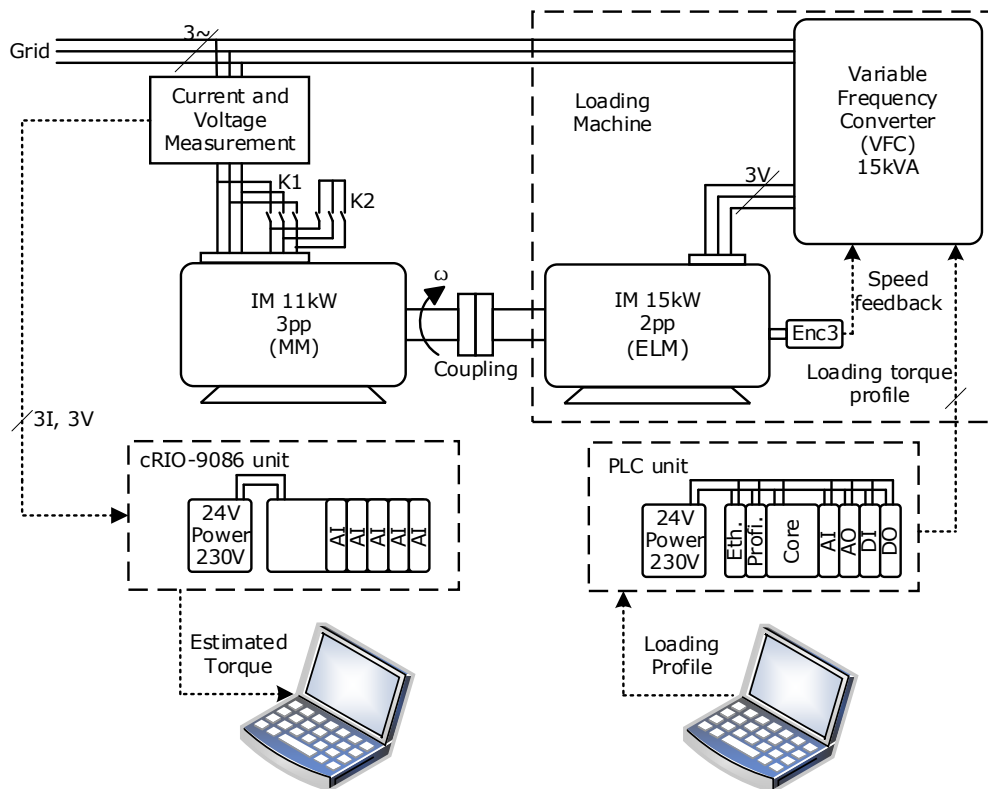 3~
Grid
Current and
Voltage
Measurement
Loading
Machine
Variable
Frequency
Converter
(VFC)
15kVA
K1
K2
3V
IM 11kW
3pp
(MM)
ω
Coupling
IM 15kW
2pp
(ELM)
Enc3
Speed
feedback
Loading torque
profile
3I, 3V
cRIO-9086 unit
24V
Power
230V
AI
AI
AI
AI
AI
PLC unit
24V
Power
230V
Eth.
Profi.
Core
AI
AO
DI
DO
Estimated
Torque
Loading
Profile